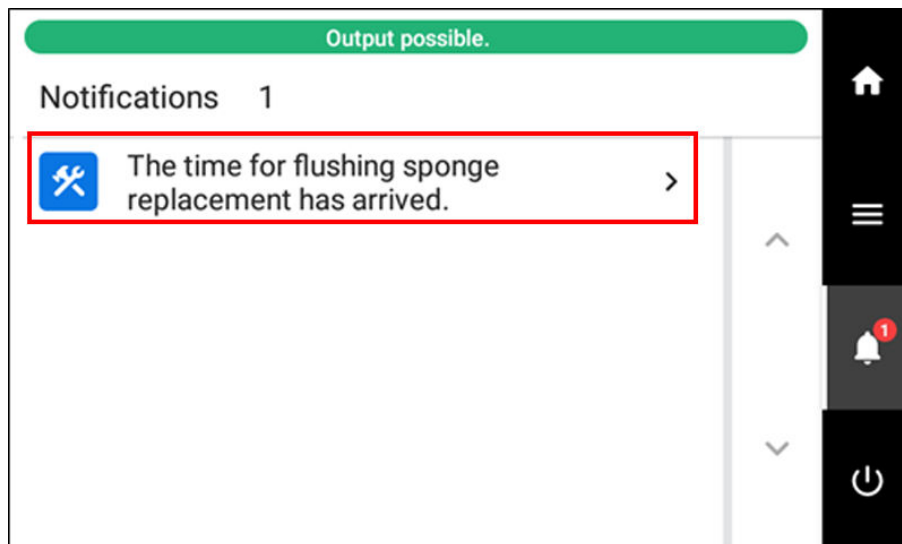 Output possible.
Notifications 1
The time for flushing sponge
replacement has arrived.
1